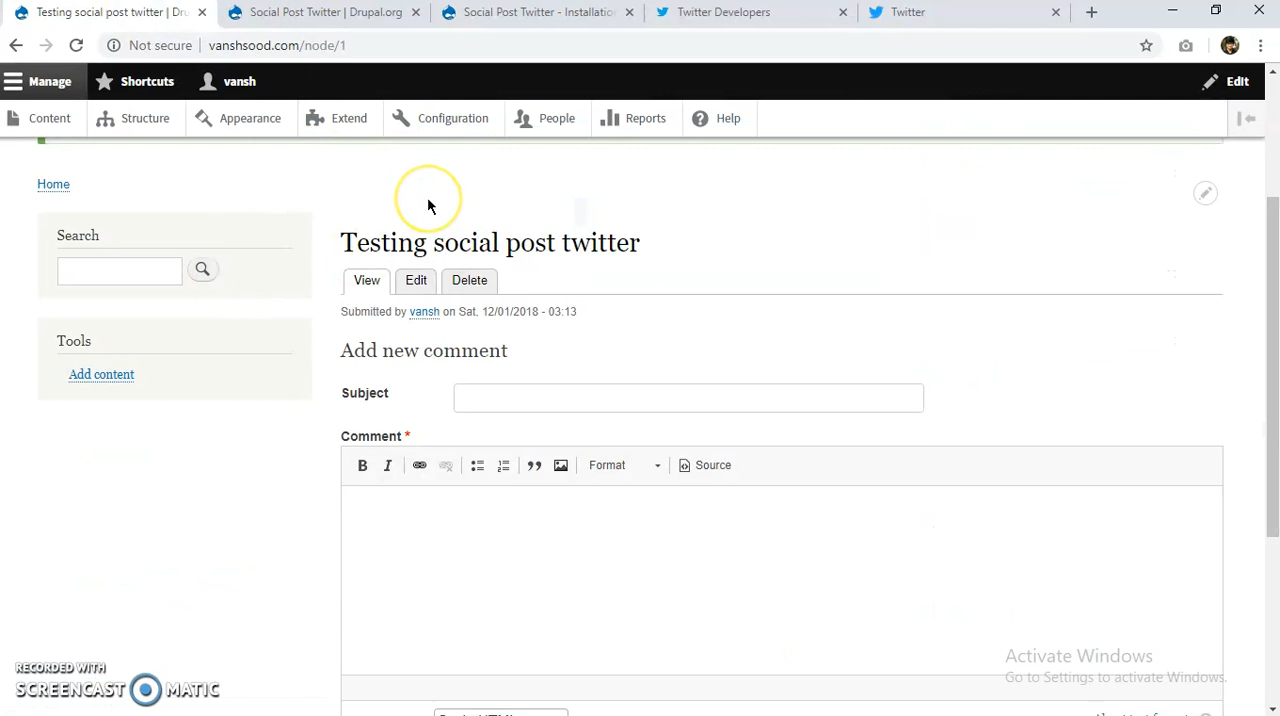 Testing social post twitter | Dru
Social Post Twitter | Drupal.org
Social Post Twitter - Installatio
Twitter Developers
Twitter
Not secure
vanshsood.com/node/1
Manage
Shortcuts
vansh
Edit
Content
Structure
Appearance
Extend
Configuration
People
Reports
Help
Home
Search
Tools
Add content
Testing social post twitter
View
Edit
Delete
Submitted by vansh on Sat, 12/01/2018 - 03:13
Add new comment
Subject
Comment *
B I
Format
Source
Activate Windows
Go to Settings to activate Windows.
RECORDED WITH
SCREENCAST MATIC